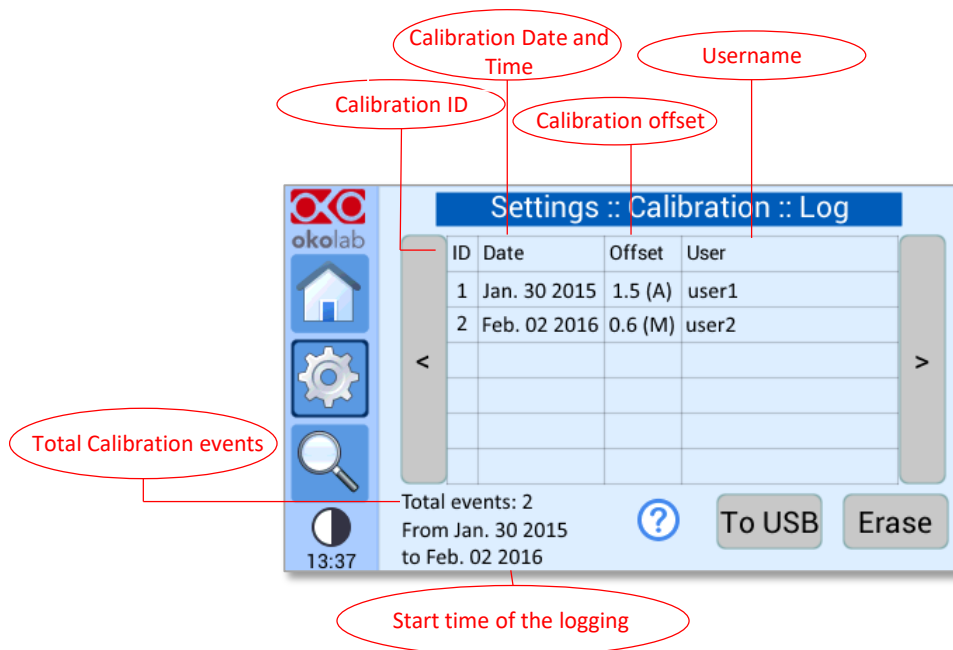 Calibration Date and
Time
Username
Calibration ID
Calibration offset
Settings :: Calibration :: Log
okolab
ID Date Offset User
1 Jan. 30 2015 1.5 (A) user1
2 Feb. 02 2016 0.6 (M) user2
< >
Total Calibration events
Total events: 2
From Jan. 30 2015
to Feb. 02 2016
?
To USB
Erase
13:37
Start time of the logging